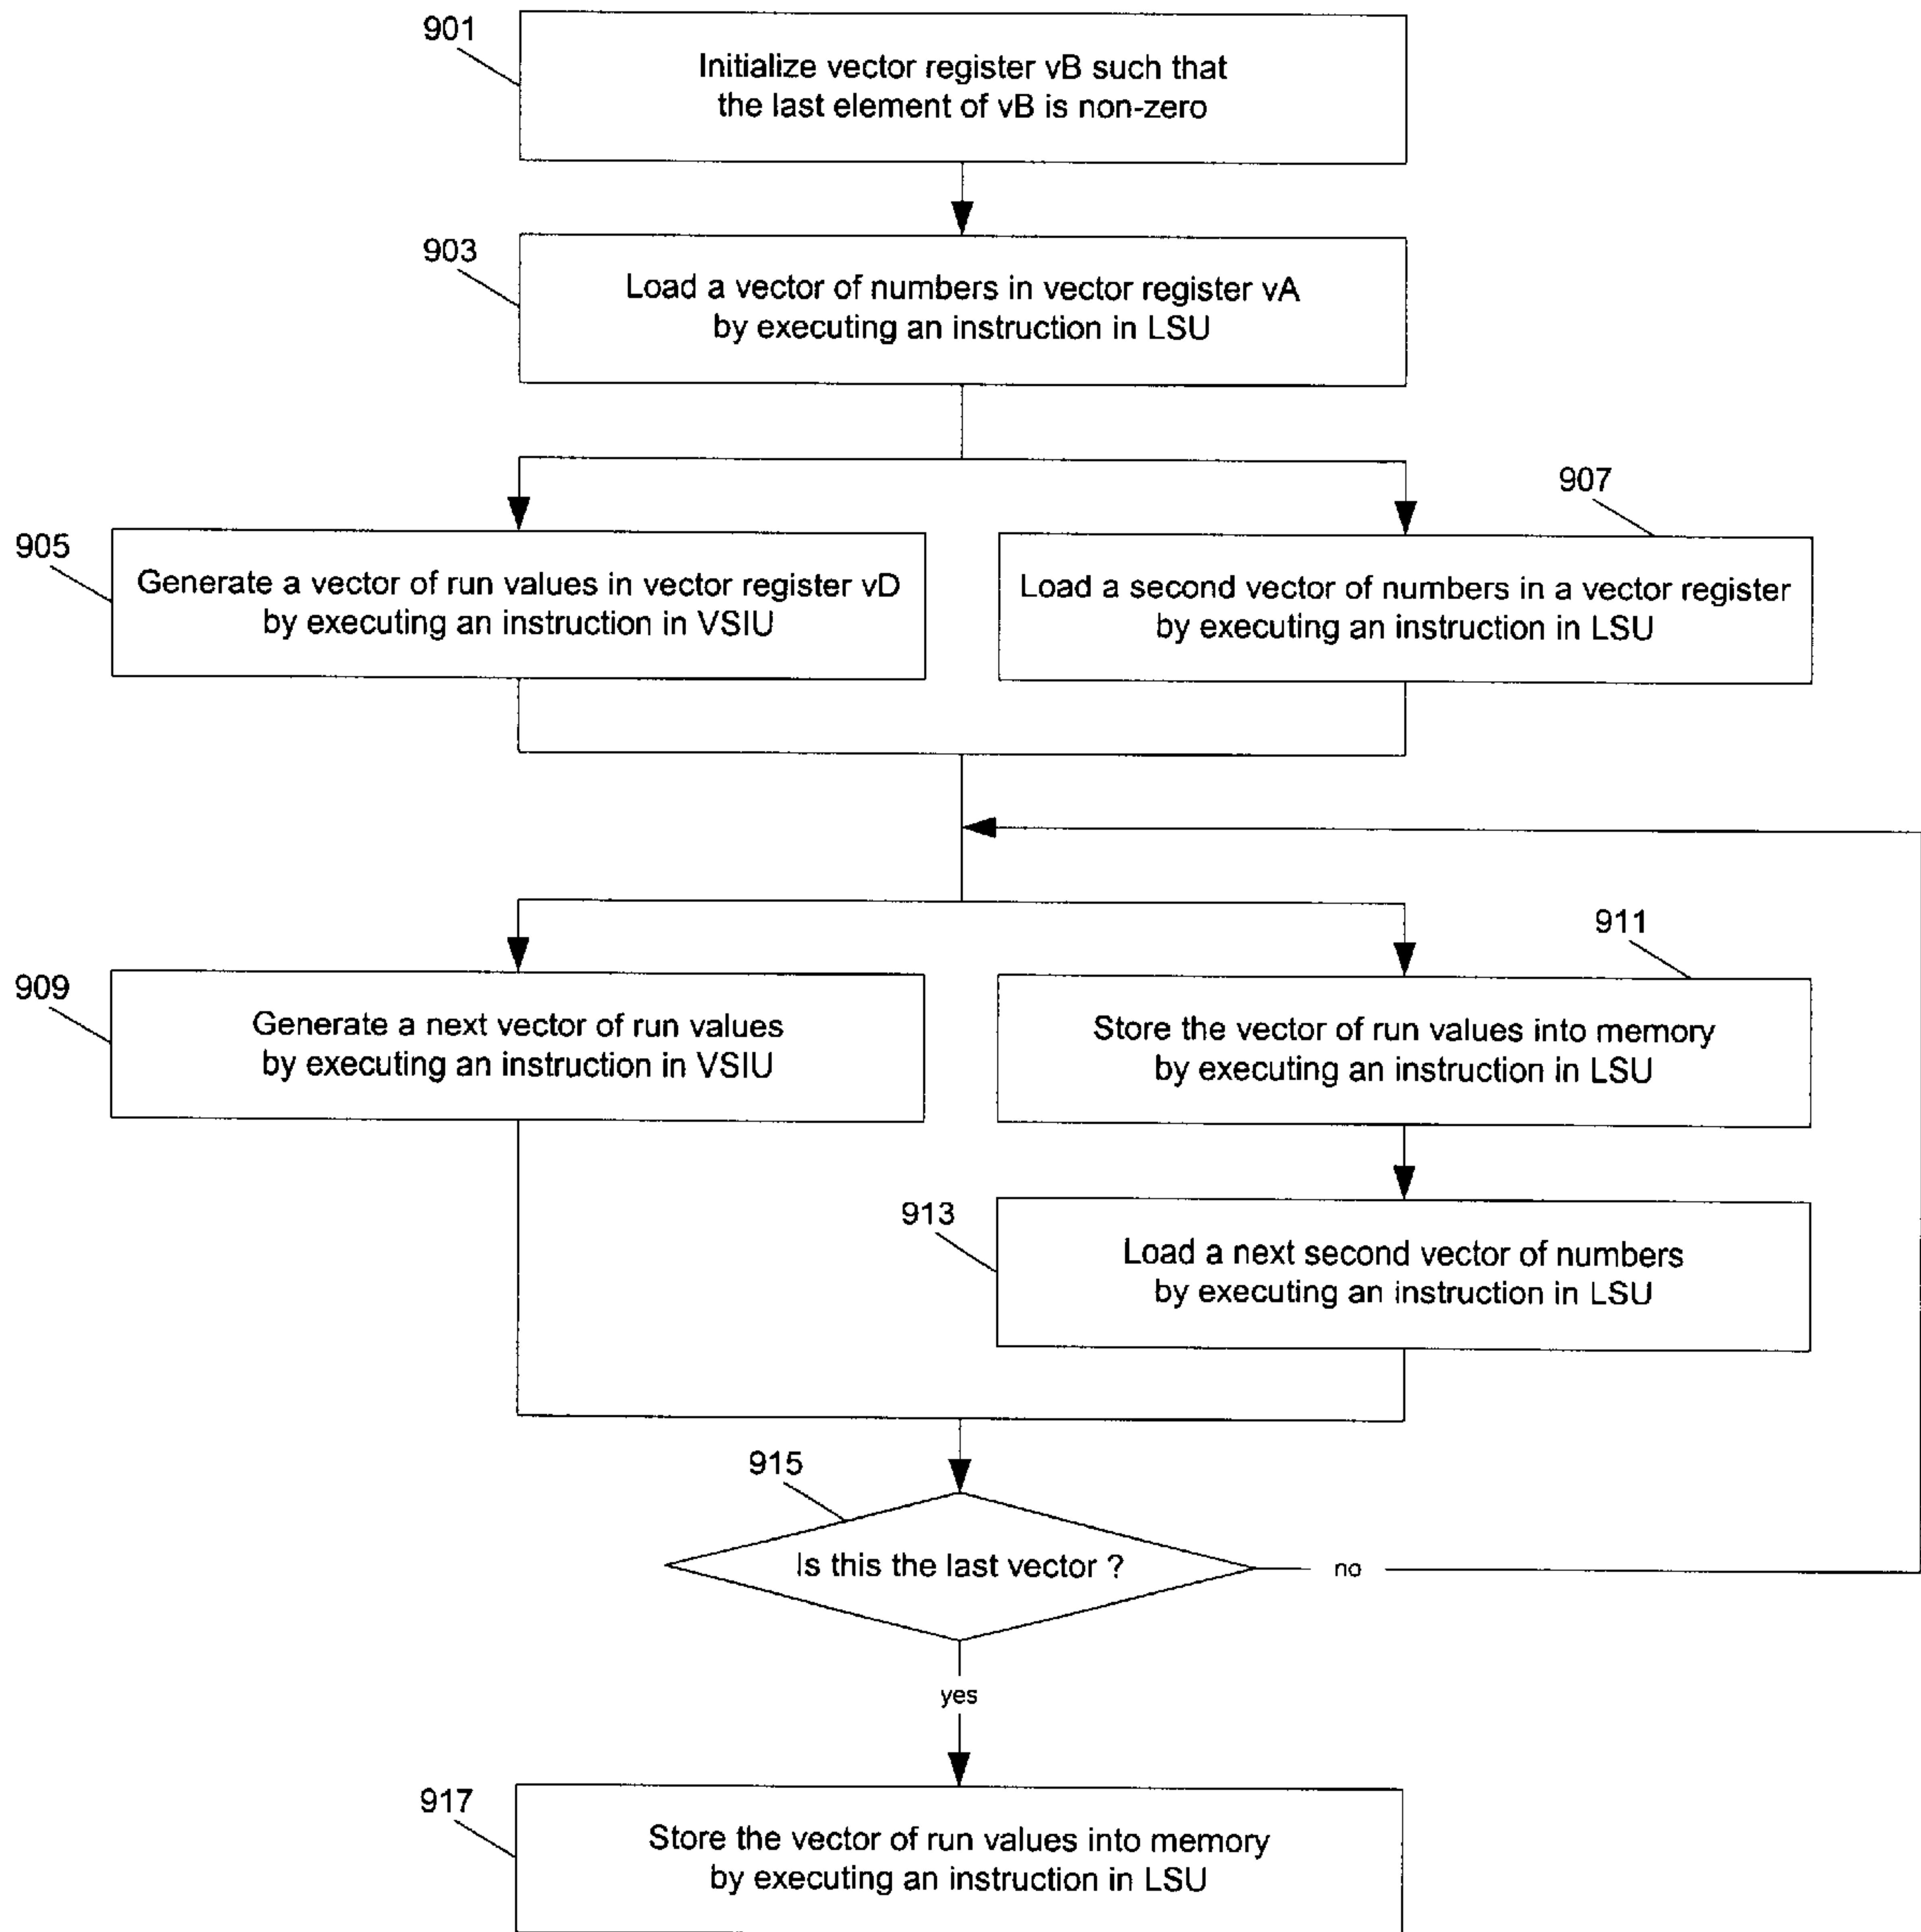 901
Initialize vector register vB such that
the last element of vB is non-zero
903
Load a vector of numbers in vector register vA
by executing an instruction in LSU
905
Generate a vector of run values in vector register vD
by executing an instruction in VSIU
907
Load a second vector of numbers in a vector register
by executing an instruction in LSU
909
Generate a next vector of run values
by executing an instruction in VSIU
911
Store the vector of run values into memory
by executing an instruction in LSU
913
Load a next second vector of numbers
by executing an instruction in LSU
915
Is this the last vector ?
no
yes
917
Store the vector of run values into memory
by executing an instruction in LSU